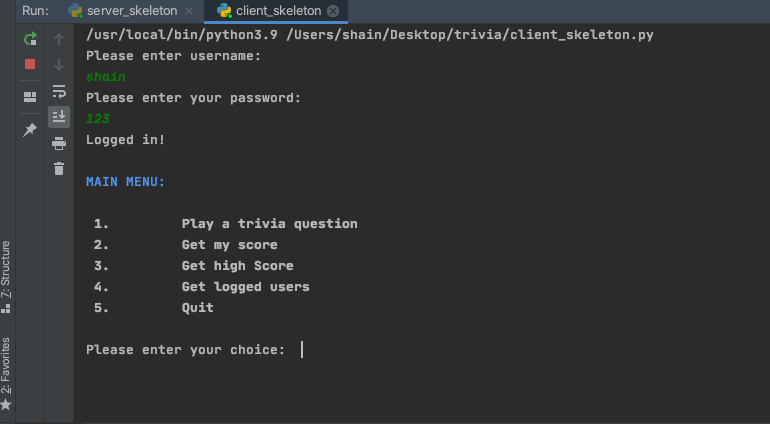 Run: server_skeleton × client_skeleton ×
/usr/local/bin/python3.9 /Users/shain/Desktop/trivia/client_skeleton.py
Please enter username:
shain
Please enter your password:
123
Logged in!
MAIN MENU:
1. Play a trivia question
2. Get my score
3. Get high Score
4. Get logged users
5. Quit
Please enter your choice:
7: Structure
2: Favorites